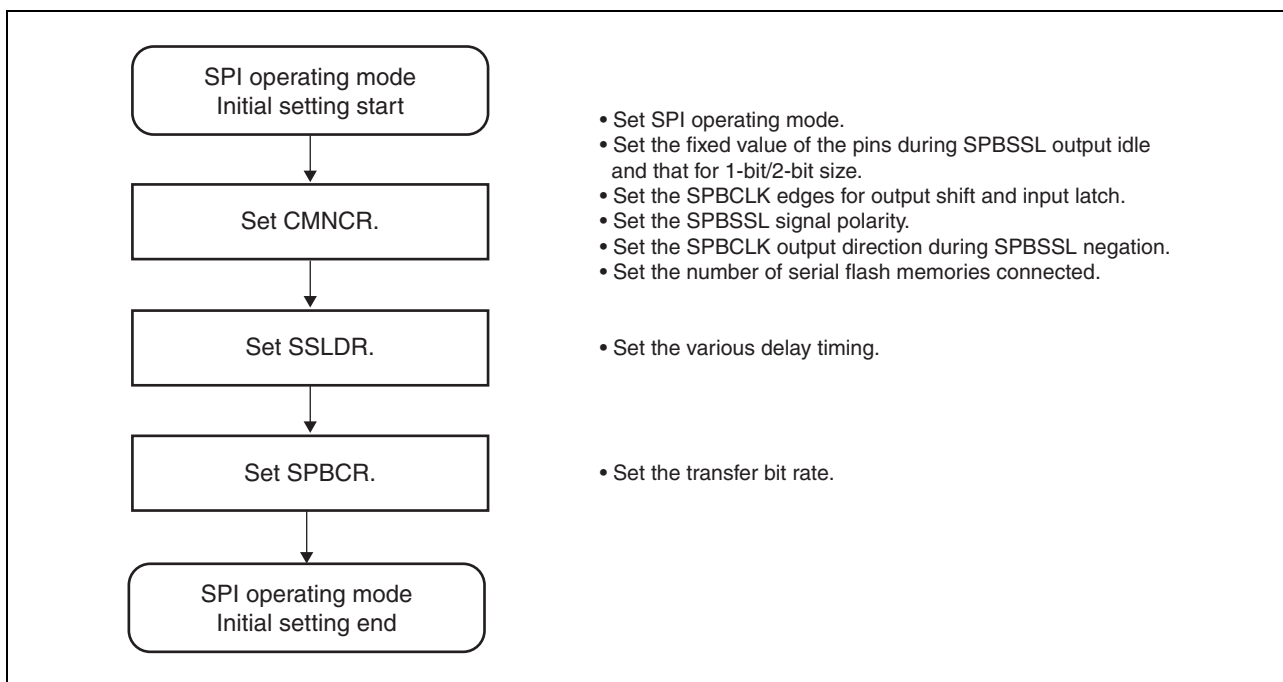 SPI operating mode
Initial setting start
• Set SPI operating mode.
• Set the fixed value of the pins during SPBSSL output idle
and that for 1-bit/2-bit size.
• Set the SPBCLK edges for output shift and input latch.
• Set the SPBSSL signal polarity.
• Set the SPBCLK output direction during SPBSSL negation.
• Set the number of serial flash memories connected.
Set CMNCR.
Set SSLDR.
• Set the various delay timing.
Set SPBCR.
• Set the transfer bit rate.
SPI operating mode
Initial setting end